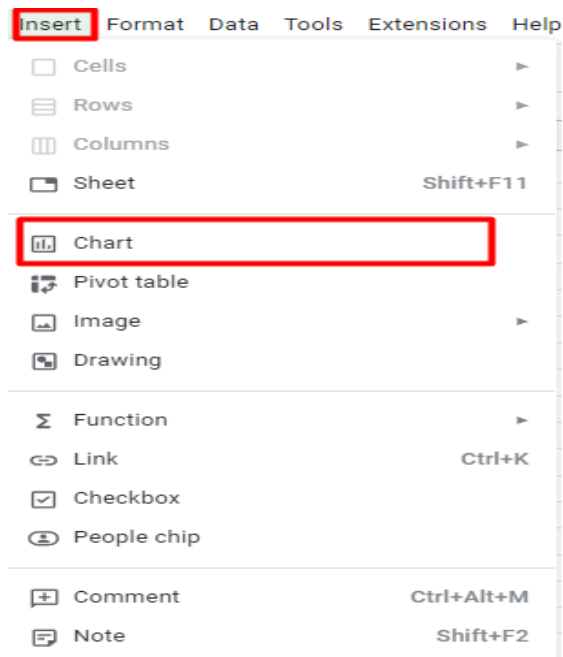 Insert Format Data Tools Extensions Help
Cells
Rows
Columns
Sheet Shift+F11
Chart
Pivot table
Image
Drawing
Function
Link Ctrl+K
Checkbox
People chip
Comment Ctrl+Alt+M
Note Shift+F2